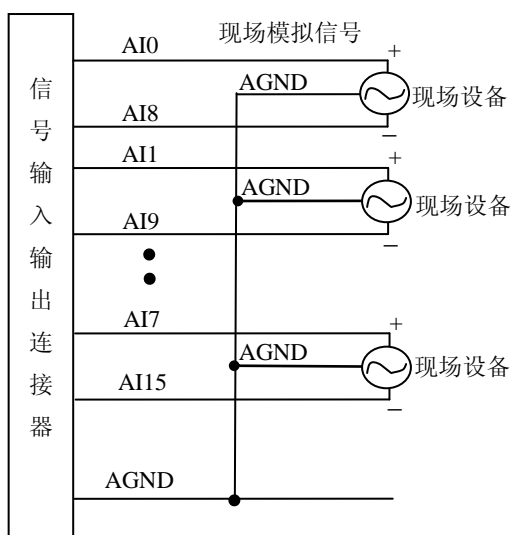 信号输入输出连接器
现场模拟信号
AI0
+
AGND
现场设备
AI8
−
AI1
+
AGND
现场设备
AI9
−
AI7
+
AGND
现场设备
AI15
−
AGND